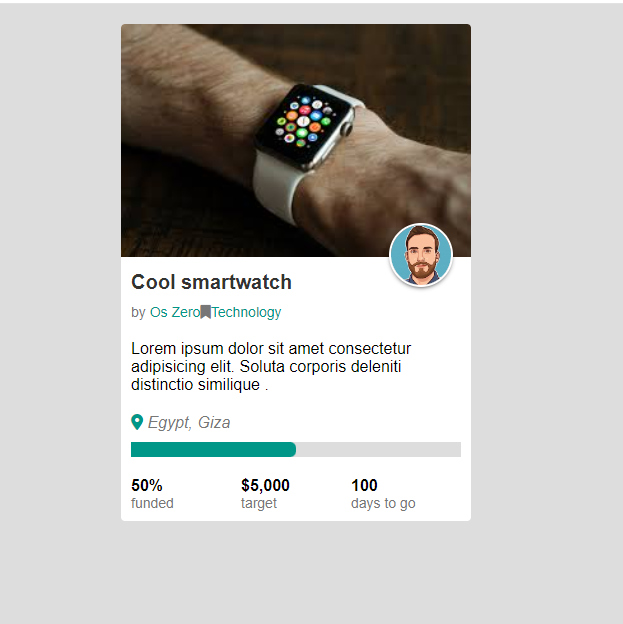 Cool smartwatch
by Os Zero Technology
Lorem ipsum dolor sit amet consectetur
adipisicing elit. Soluta corporis deleniti
distinctio similique .
Egypt, Giza
50% $5,000 100
funded target days to go